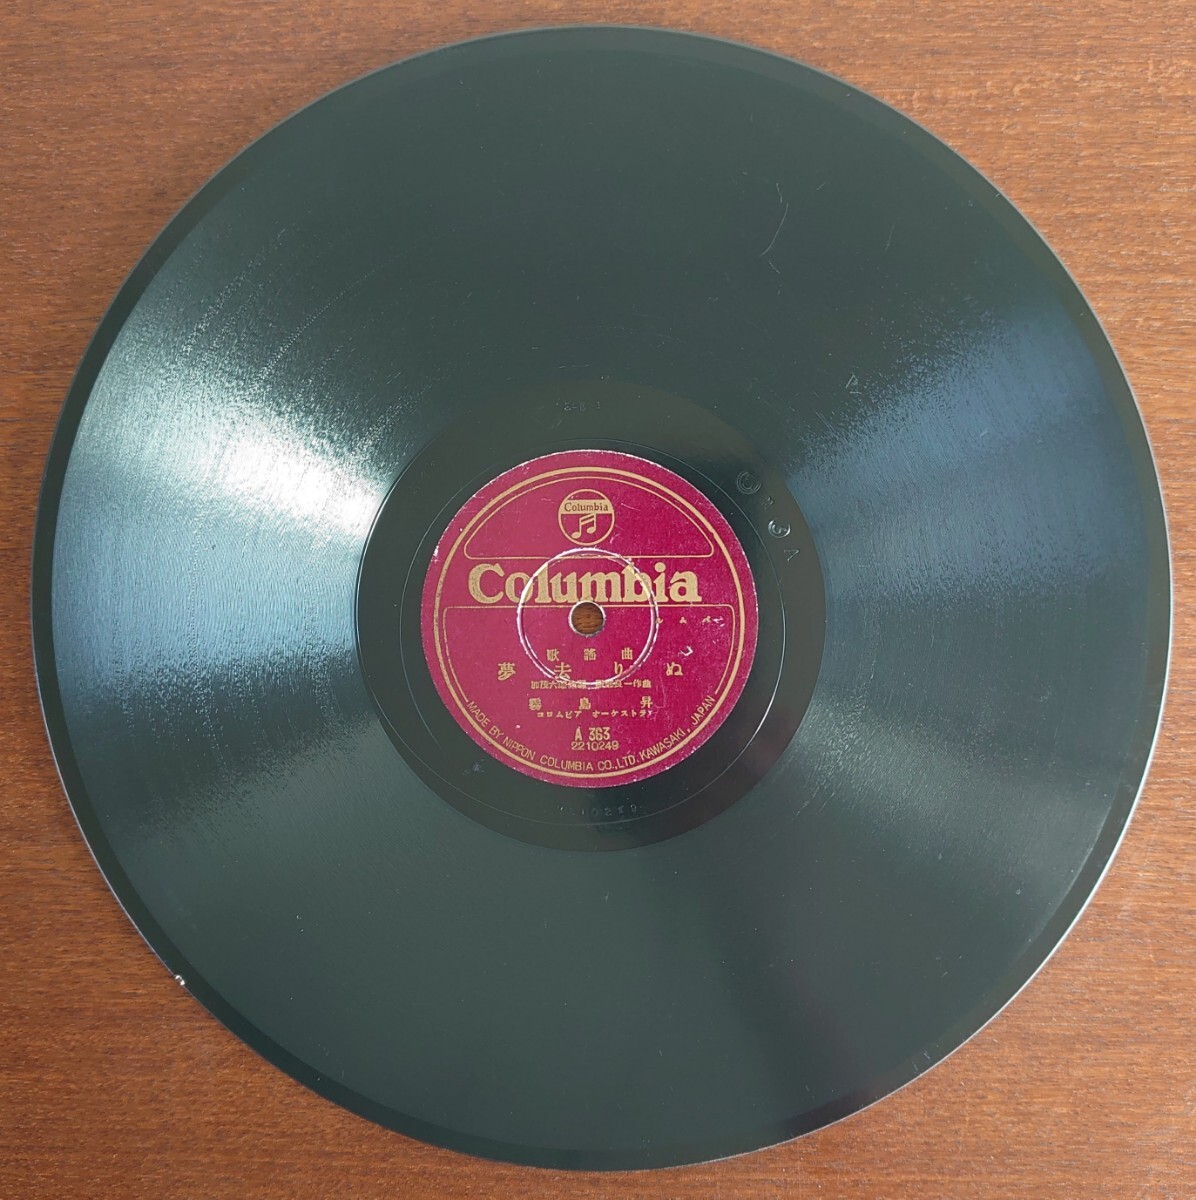 Columbia
Columbia
歌謡曲
夢去りぬ
霧島昇
コロムビア オーケストラ
A 363
2210249
MADE BY NIPPON COLUMBIA CO., LTD. KAWASAKI, JAPAN